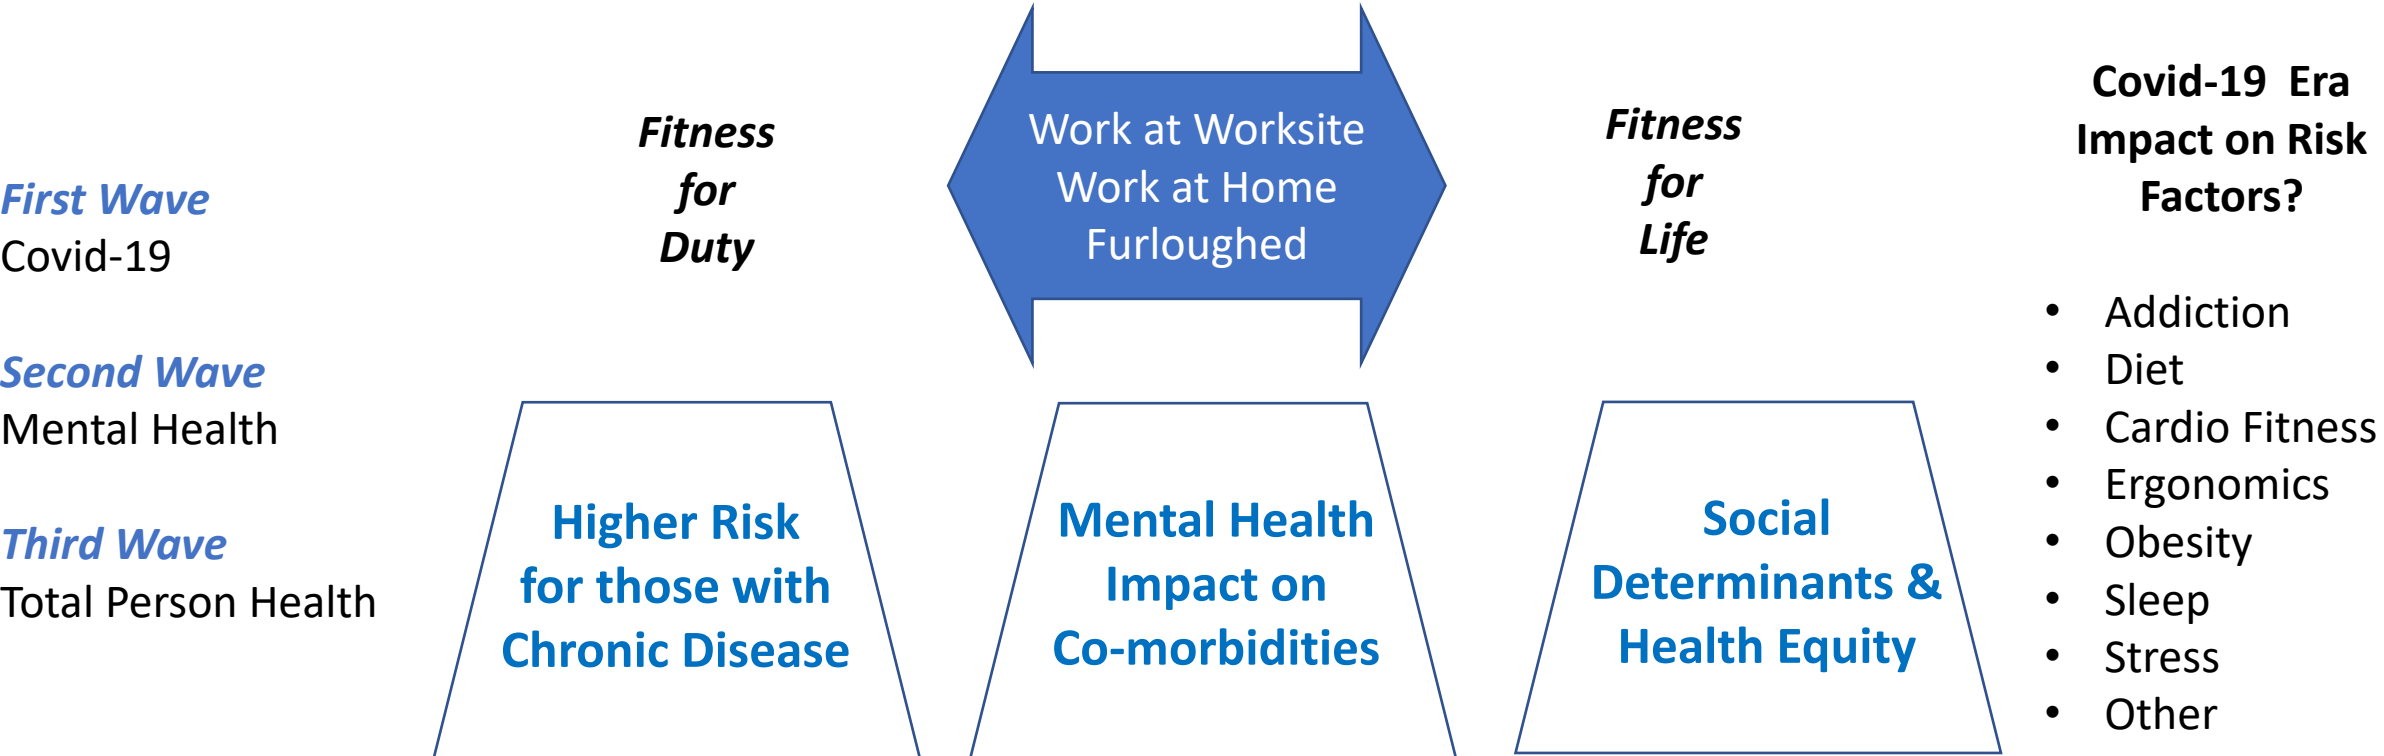 First Wave
Covid-19
Second Wave
Mental Health
Third Wave
Total Person Health
Fitness
for
Duty
Work at Worksite
Work at Home
Furloughed
Fitness
for
Life
Higher Risk
for those with
Chronic Disease
Mental Health
Impact on
Co-morbidities
Social
Determinants &
Health Equity
Covid-19 Era
Impact on Risk
Factors?
• Addiction
• Diet
• Cardio Fitness
• Ergonomics
• Obesity
• Sleep
• Stress
• Other